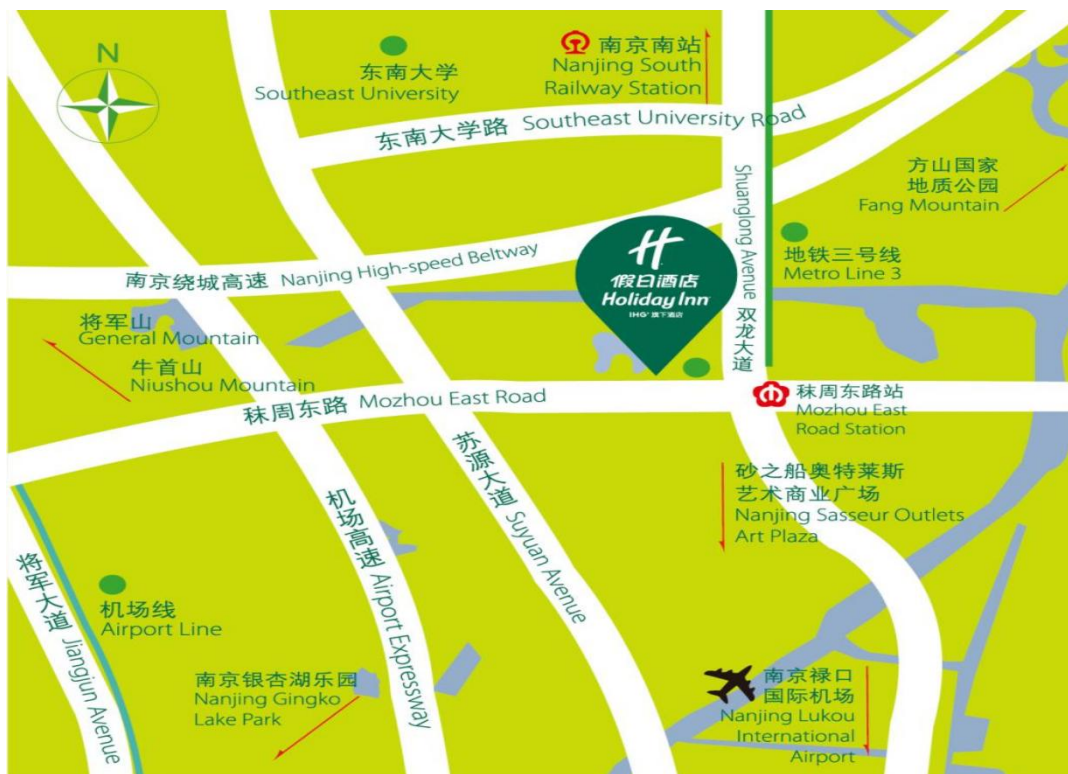 N
东南大学
Southeast University
南京南站
Nanjing South
Railway Station
东南大学路 Southeast University Road
方山国家
地质公园
Fang Mountain
Shuanglong Avenue 双龙大道
地铁三号线
Metro Line 3
H
假日酒店
Holiday Inn
IHG® 旗下酒店
南京绕城高速 Nanjing High-speed Beltway
将军山
General Mountain
牛首山
Niushou Mountain
秣周东路 Mozhou East Road
秣周东路站
Mozhou East
Road Station
苏源大道 Suyuan Avenue
机场高速 Airport Expressway
砂之船奥特莱斯
艺术商业广场
Nanjing Sasseur Outlets
Art Plaza
将军大道 Jiangjun Avenue
机场线
Airport Line
南京银杏湖乐园
Nanjing Gingko
Lake Park
南京禄口
国际机场
Nanjing Lukou
International
Airport